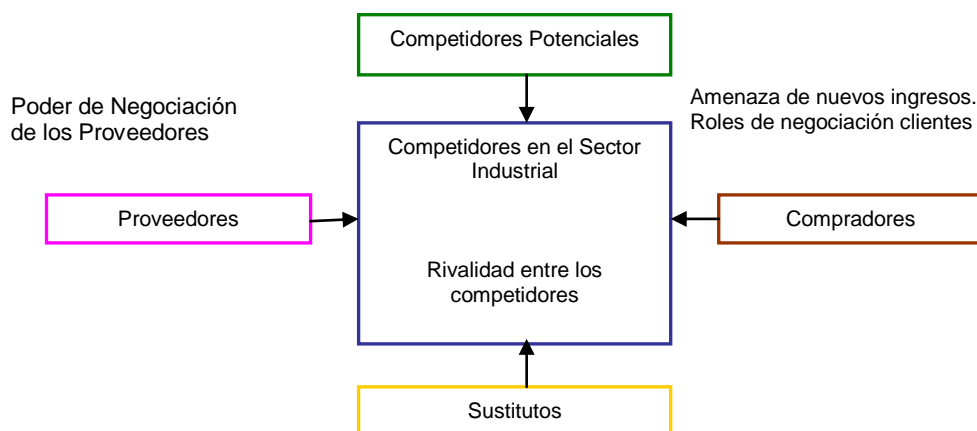 Competidores Potenciales
Poder de Negociación
de los Proveedores
Amenaza de nuevos ingresos.
Roles de negociación clientes
Competidores en el Sector
Industrial
Proveedores
Compradores
Rivalidad entre los
competidores
Sustitutos